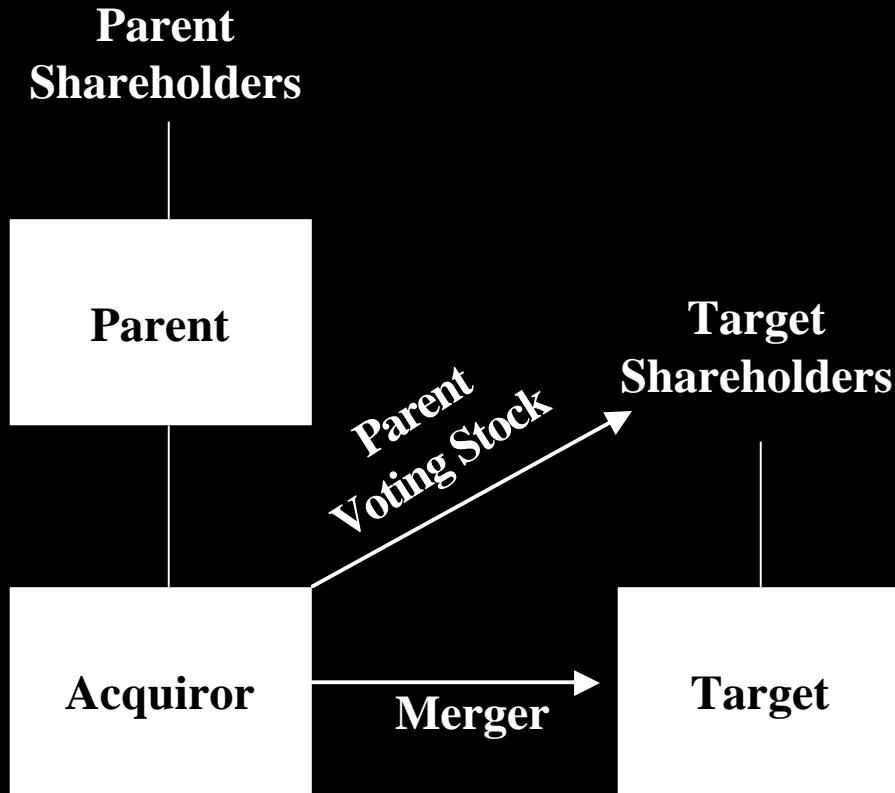 Parent
Shareholders
Parent
Target
Shareholders
Parent
Voting Stock
Acquiror
Merger
Target